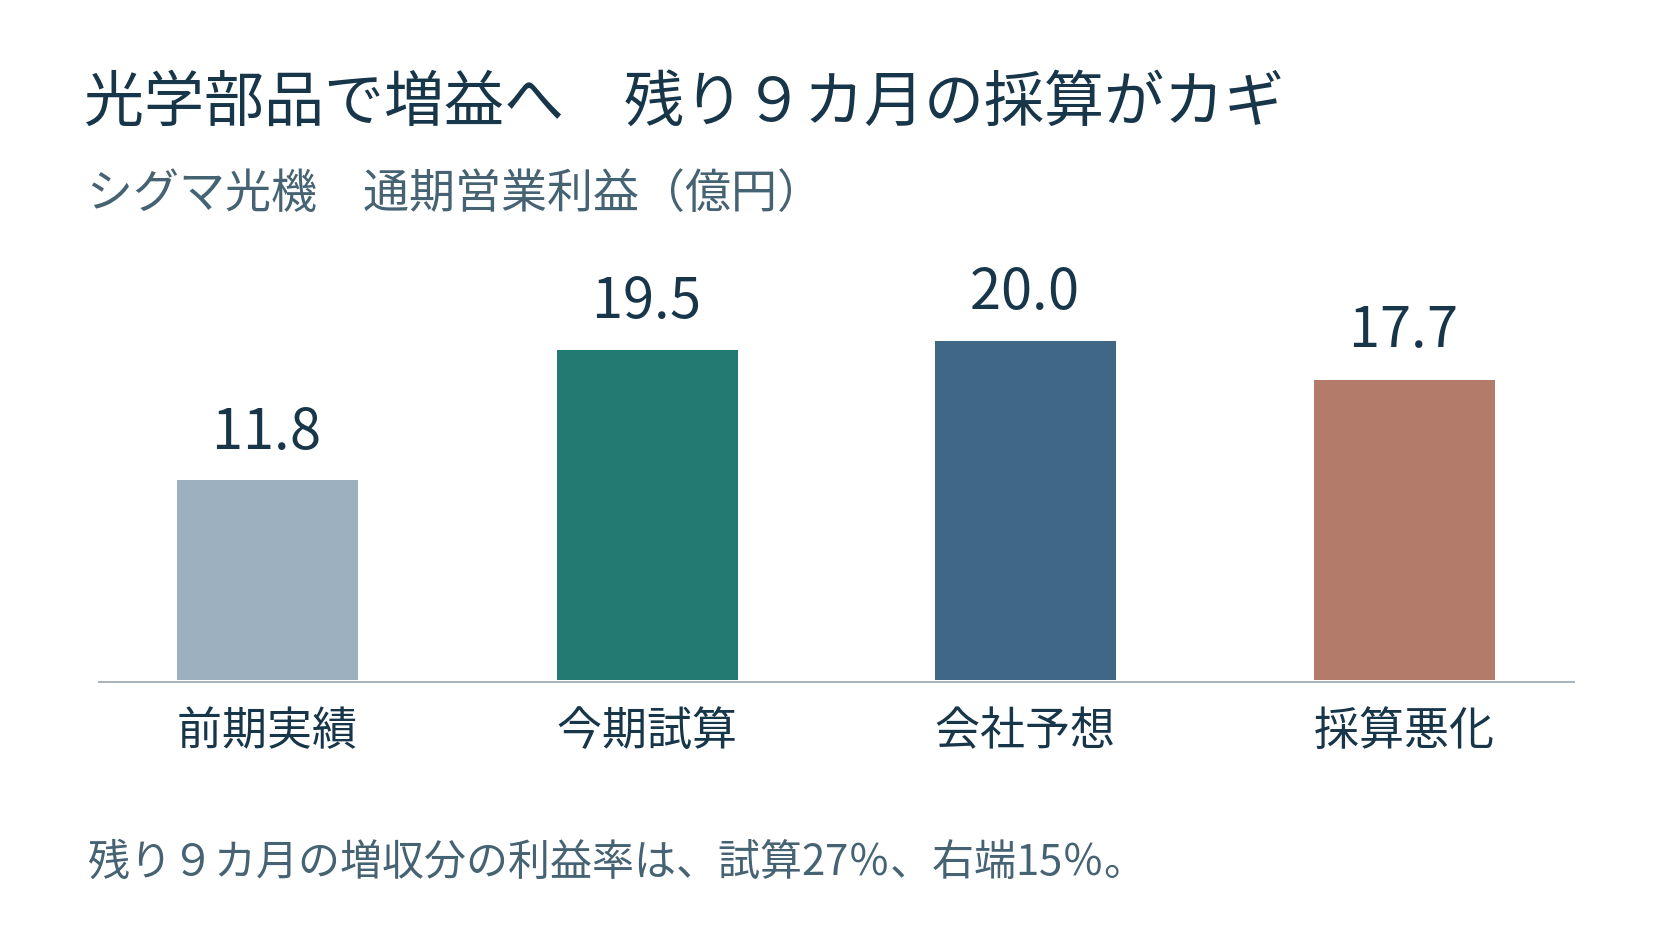 光学部品で増益へ　残り９カ月の採算がカギ
シグマ光機　通期営業利益（億円）
11.8
19.5
20.0
17.7
前期実績
今期試算
会社予想
採算悪化
残り９カ月の増収分の利益率は、試算27%、右端15%。